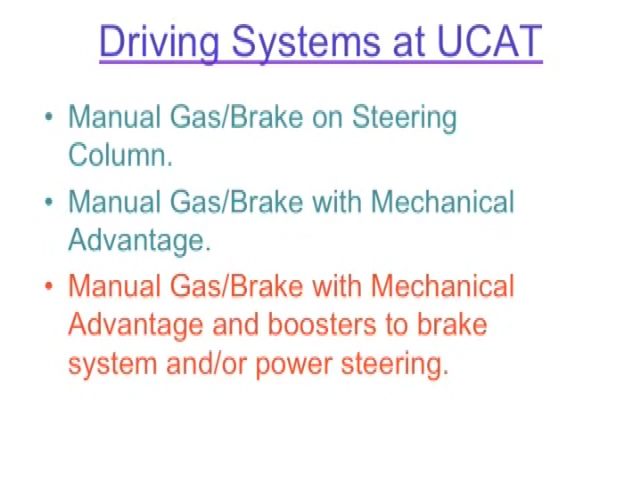 Driving Systems at UCAT
• Manual Gas/Brake on Steering
Column.
• Manual Gas/Brake with Mechanical
Advantage.
• Manual Gas/Brake with Mechanical
Advantage and boosters to brake
system and/or power steering.